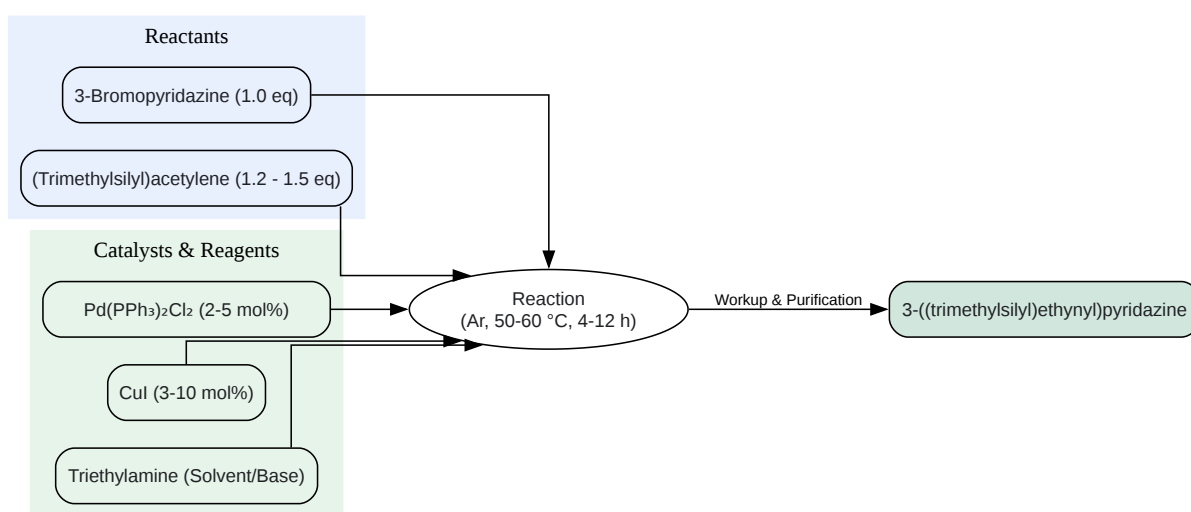 Reactants
3-Bromopyridazine (1.0 eq)
(Trimethylsilyl)acetylene (1.2 - 1.5 eq)
Catalysts & Reagents
Pd(PPh₃)₂Cl₂ (2-5 mol%)
CuI (3-10 mol%)
Triethylamine (Solvent/Base)
Reaction
(Ar, 50-60 °C, 4-12 h)
Workup & Purification
3-((trimethylsilyl)ethynyl)pyridazine